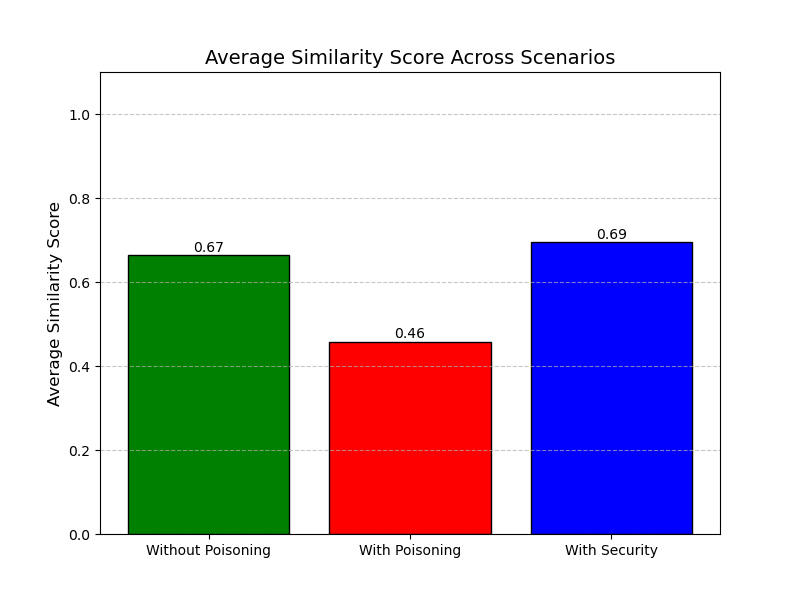 Average Similarity Score Across Scenarios
Average Similarity Score
1.0
0.8
0.6
0.4
0.2
0.0
0.67
0.46
0.69
Without Poisoning
With Poisoning
With Security